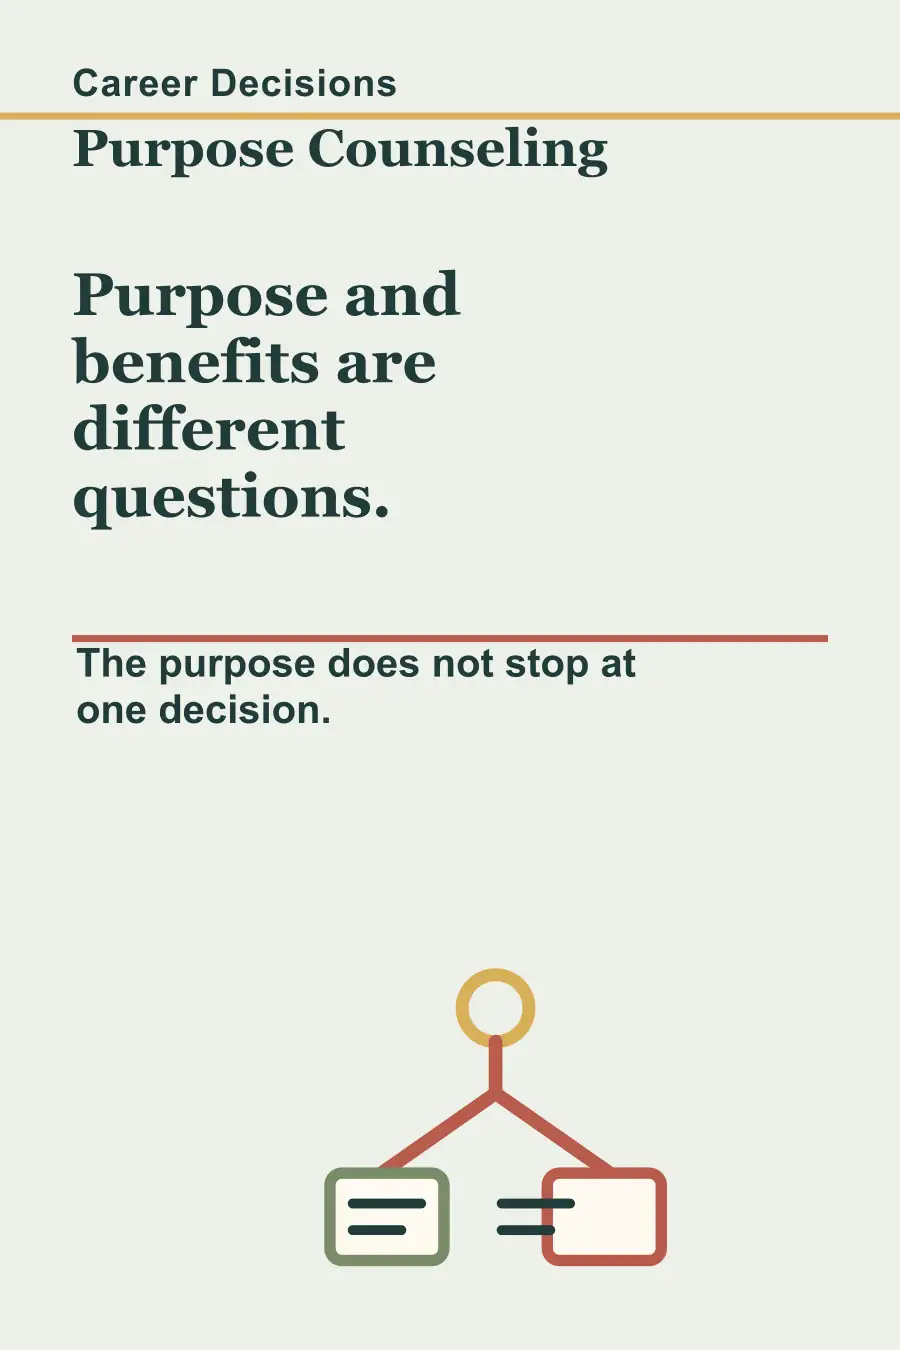 Career Decisions
Purpose Counseling
Purpose and
benefits are
different
questions.
The purpose does not stop at
one decision.